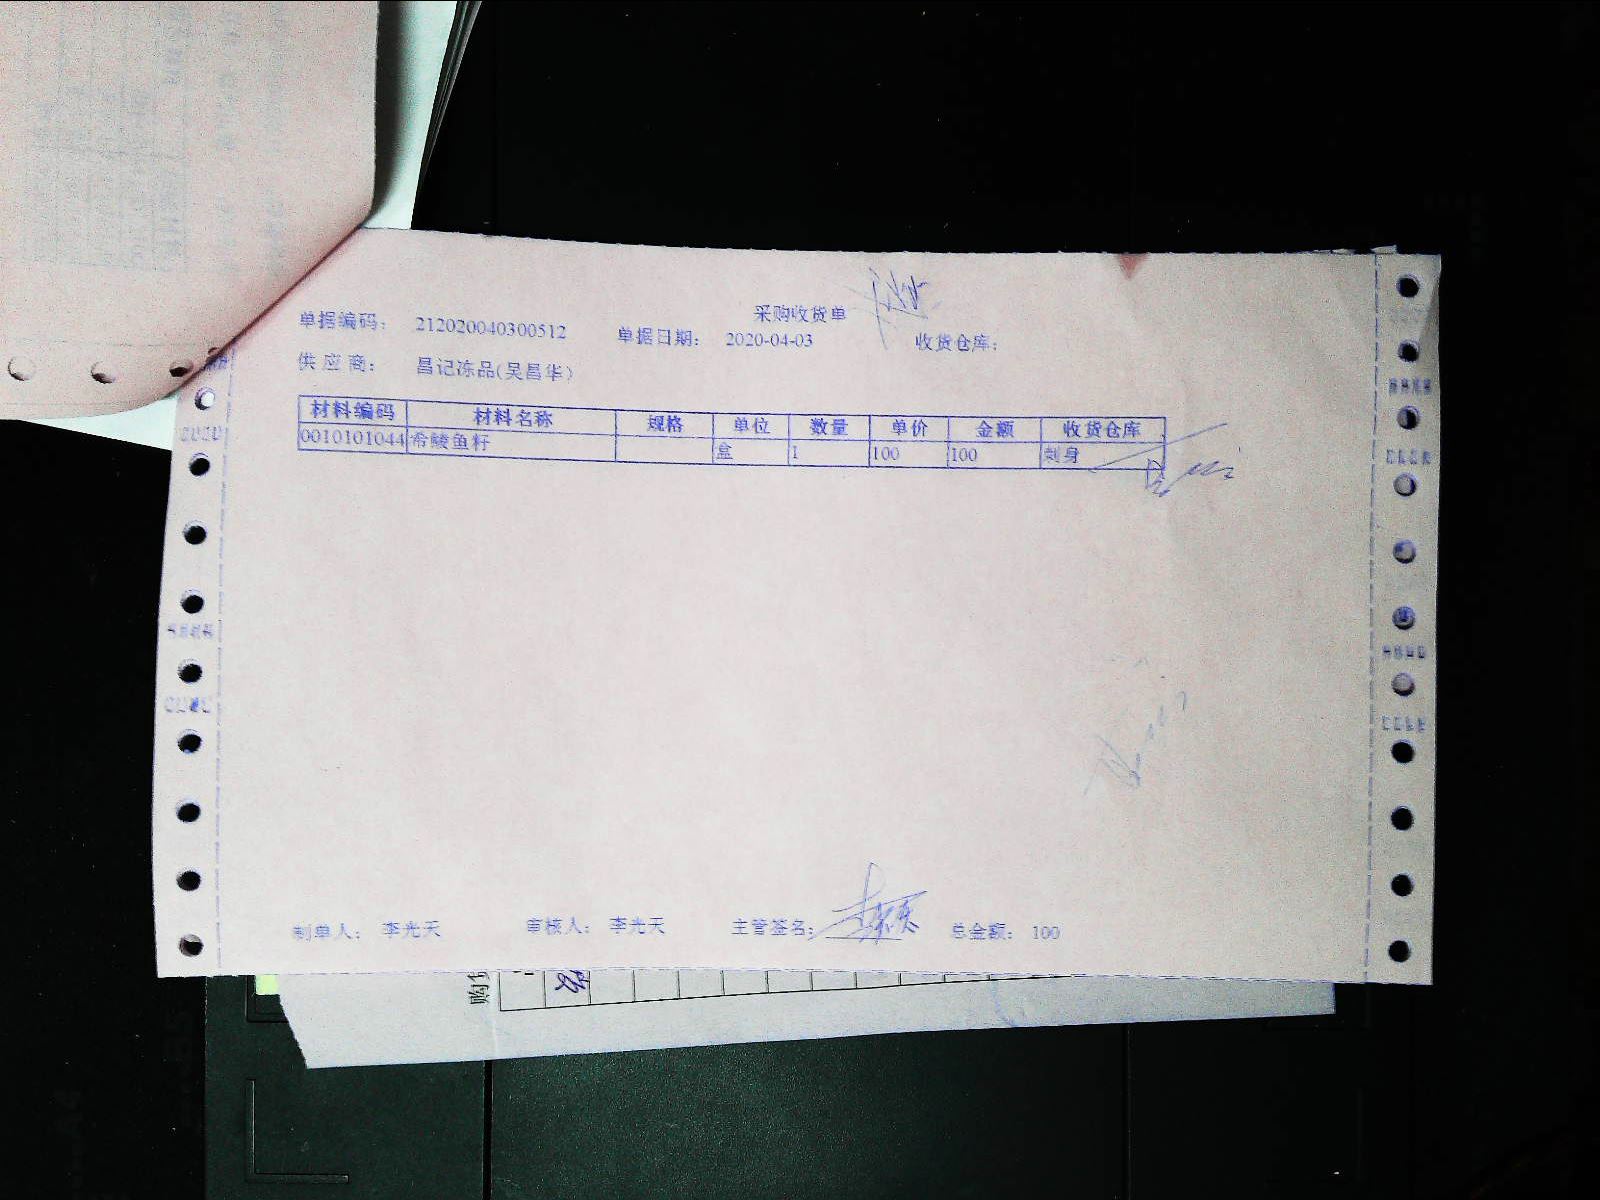 采购收货单
单据编码： 212020040300512 单据日期： 2020-04-03 收货仓库：
供应商： 昌记冻品(吴昌华)
材料编码 材料名称 规格 单位 数量 单价 金额 收货仓库
0010101044 希鲮鱼籽 盒 1 100 100 刺身
制单人： 李光天 审核人： 李光天 主管签名： 总金额： 100
购